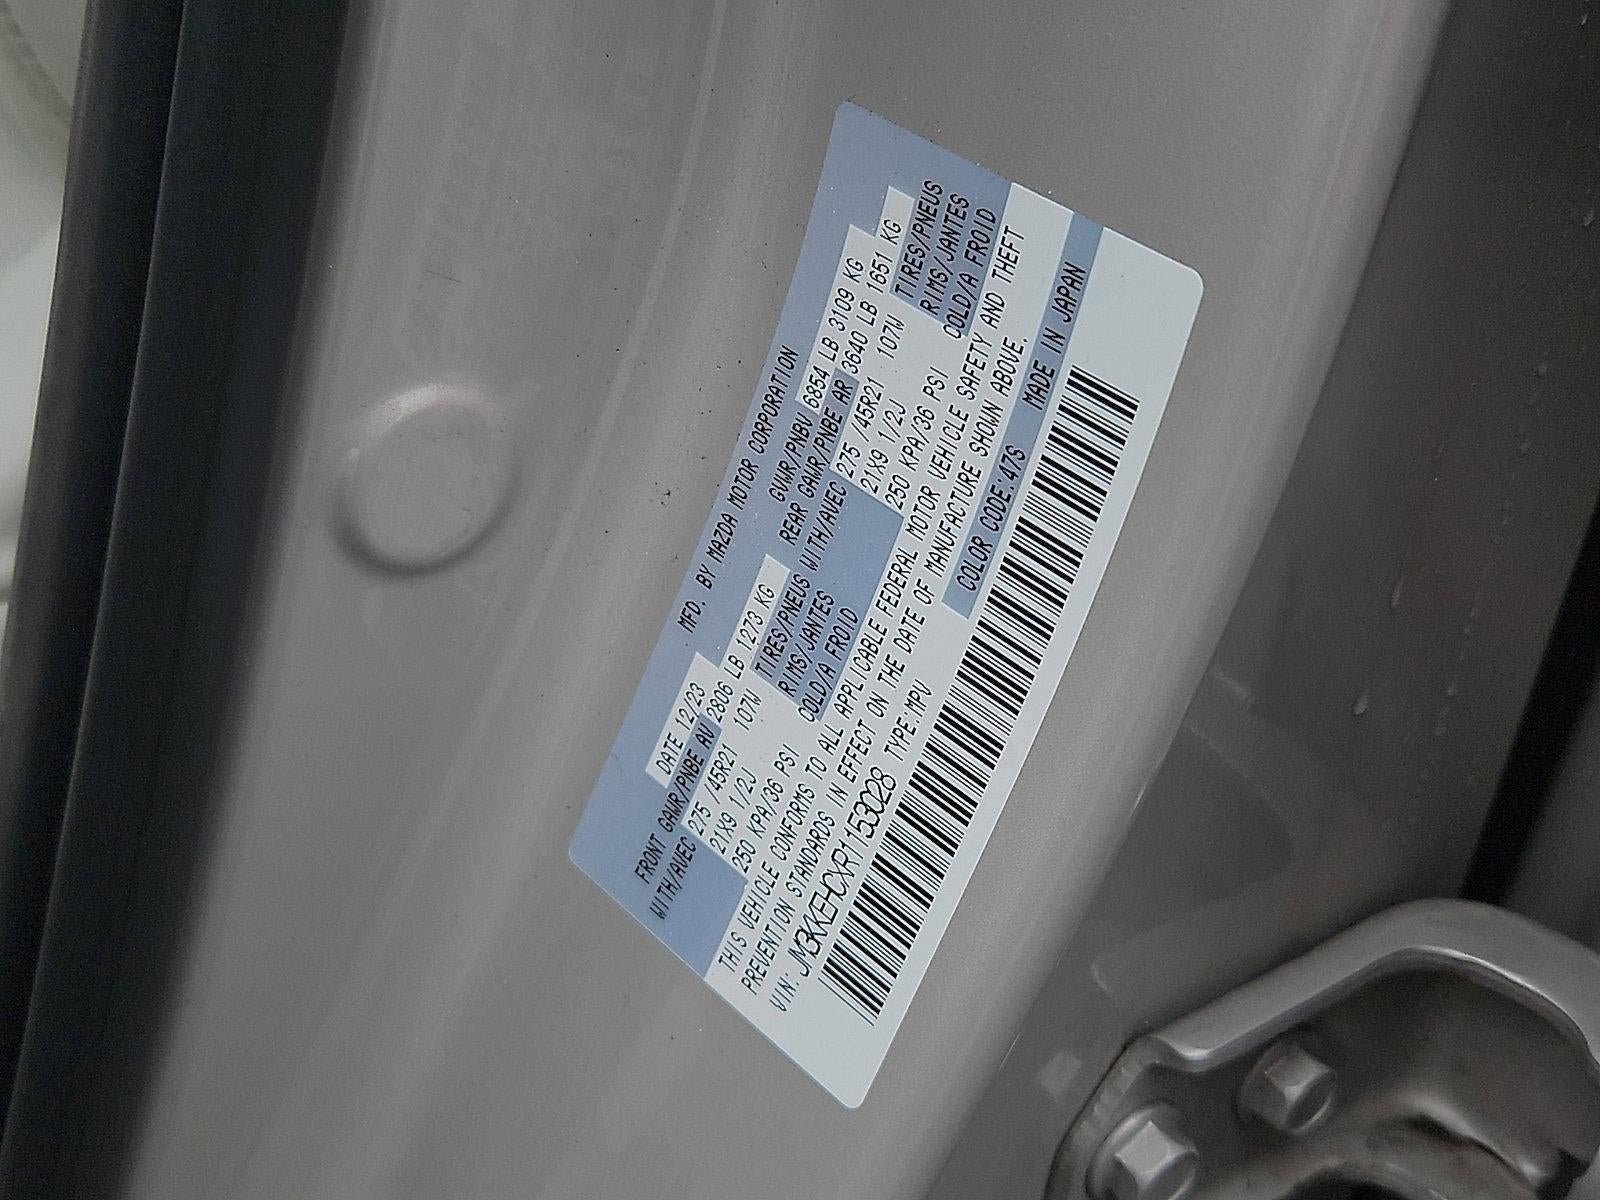 MFD. BY MAZDA MOTOR CORPORATION
DATE 12/23 GVWR/PNBV 6854 LB 3109 KG
FRONT GAWR/PNBE AV 2806 LB 1273 KG REAR GAWR/PNBE AR 3640 LB 1651 KG
WITH/AVEC 275 /45R21 107W TIRES/PNEUS WITH/AVEC 275 /45R21 107W TIRES/PNEUS
21X9 1/2J RIMS/JANTES 21X9 1/2J RIMS/JANTES
250 KPA/36 PSI COLD/A FROID 250 KPA/36 PSI COLD/A FROID
THIS VEHICLE CONFORMS TO ALL APPLICABLE FEDERAL MOTOR VEHICLE SAFETY AND THEFT
PREVENTION STANDARDS IN EFFECT ON THE DATE OF MANUFACTURE SHOWN ABOVE.
VIN: JM3KKEHCXR1153028 TYPE:MPV COLOR CODE:47S MADE IN JAPAN